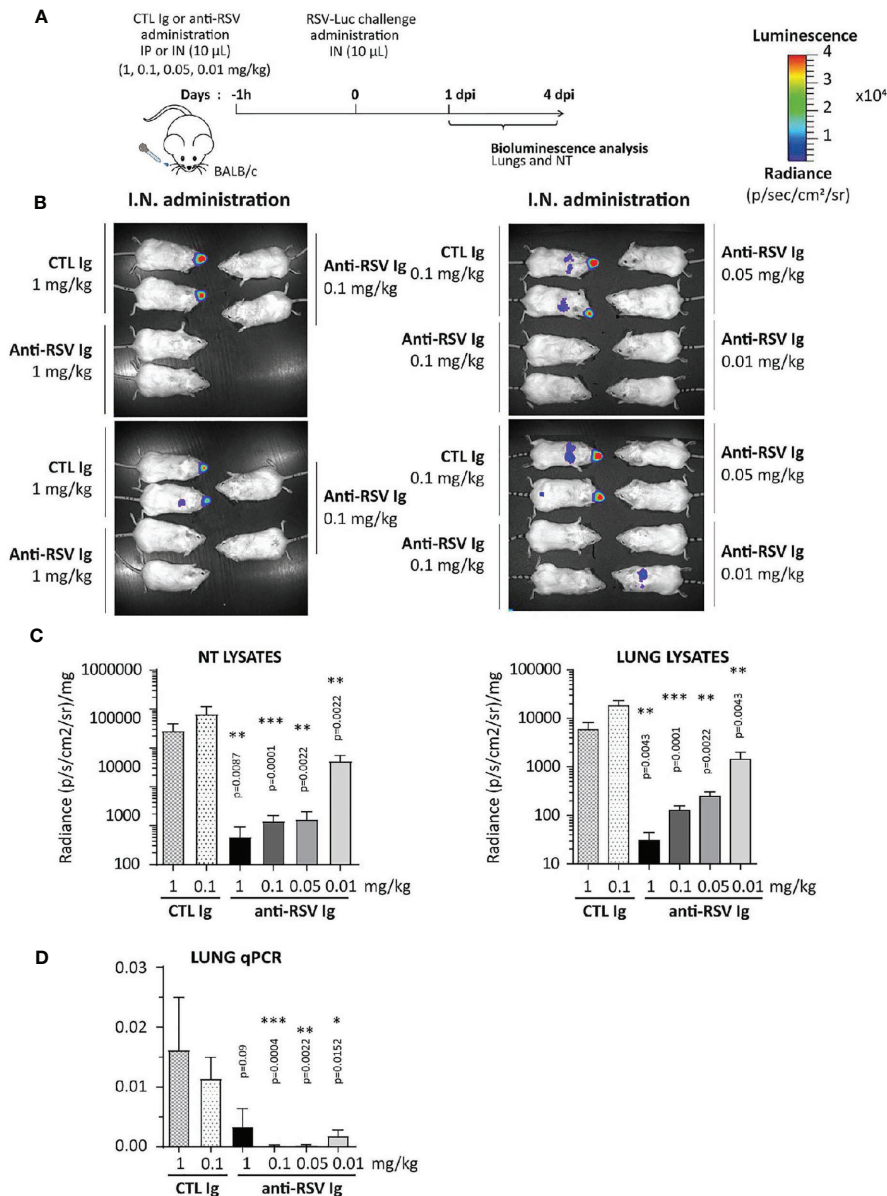 A
CTL Ig or anti-RSV
administration
IP or IN (10 µL)
(1, 0.1, 0.05, 0.01 mg/kg)
RSV-Luc challenge
administration
IN (10 µL)
Days : -1h 0 1 dpi 4 dpi
Bioluminescence analysis
Lungs and NT
BALB/c
Luminescence
4
3
2
1
x10⁴
Radiance
(p/sec/cm²/sr)
B
I.N. administration
CTL Ig
1 mg/kg
Anti-RSV Ig
0.1 mg/kg
Anti-RSV Ig
1 mg/kg
CTL Ig
1 mg/kg
Anti-RSV Ig
0.1 mg/kg
Anti-RSV Ig
1 mg/kg
I.N. administration
CTL Ig
0.1 mg/kg
Anti-RSV Ig
0.05 mg/kg
Anti-RSV Ig
0.1 mg/kg
Anti-RSV Ig
0.01 mg/kg
CTL Ig
0.1 mg/kg
Anti-RSV Ig
0.05 mg/kg
Anti-RSV Ig
0.1 mg/kg
Anti-RSV Ig
0.01 mg/kg
C
NT LYSATES
Radiance (p/s/cm2/sr)/mg
1000000
100000
10000
1000
100
** p=0.0087
*** p=0.0001
** p=0.0022
** p=0.0022
1 0.1 1 0.1 0.05 0.01 mg/kg
CTL Ig anti-RSV Ig
LUNG LYSATES
Radiance (p/s/cm2/sr)/mg
100000
10000
1000
100
10
** p=0.0043
*** p=0.0001
** p=0.0022
** p=0.0043
1 0.1 1 0.1 0.05 0.01 mg/kg
CTL Ig anti-RSV Ig
D
LUNG qPCR
0.03
0.02
0.01
0.00
p=0.09
*** p=0.0004
** p=0.0022
* p=0.0152
1 0.1 1 0.1 0.05 0.01 mg/kg
CTL Ig anti-RSV Ig